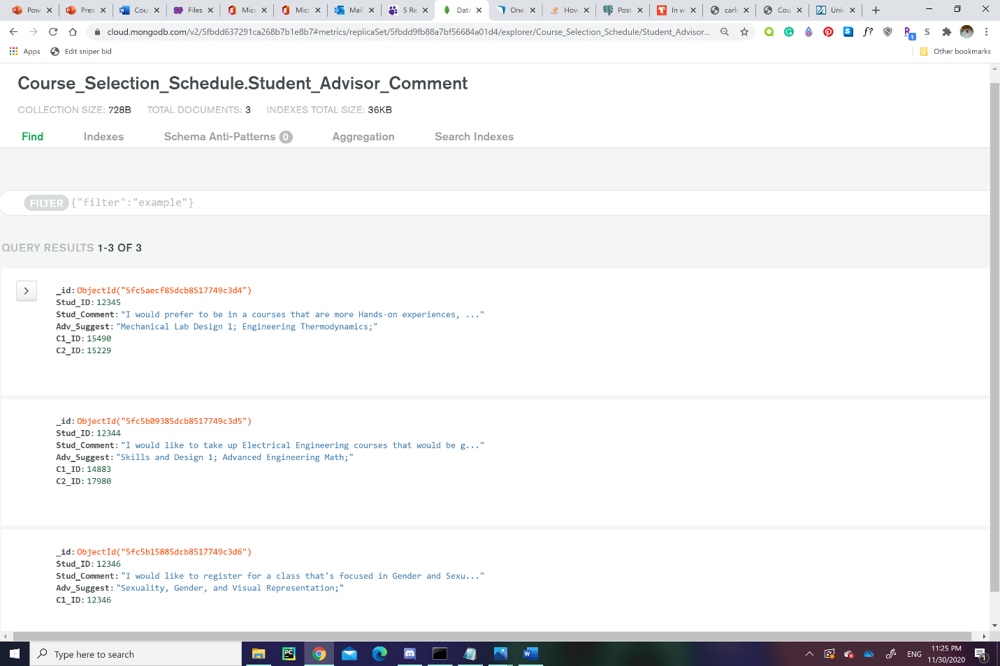 Pow
Pres
Cou
Files
Micr
Micr
Mail
5 Re
Data
One
How
Post
In w
carls
Cou
Univ
cloud.mongodb.com/v2/5fbdd637291ca268b7b1e8b7#metrics/replicaSet/5fbdd9fb88a7bf56684a01d4/explorer/Course_Selection_Schedule/Student_Advisor...
Apps
Edit sniper bid
Other bookmarks
Course_Selection_Schedule.Student_Advisor_Comment
COLLECTION SIZE: 728B TOTAL DOCUMENTS: 3 INDEXES TOTAL SIZE: 36KB
Find Indexes Schema Anti-Patterns 0 Aggregation Search Indexes
FILTER {"filter":"example"}
QUERY RESULTS 1-3 OF 3
_id: ObjectId("5fc5aecf85dcb8517749c3d4")
Stud_ID: 12345
Stud_Comment: "I would prefer to be in a courses that are more Hands-on experiences, ..."
Adv_Suggest: "Mechanical Lab Design 1; Engineering Thermodynamics;"
C1_ID: 15490
C2_ID: 15229
_id: ObjectId("5fc5b09385dcb8517749c3d5")
Stud_ID: 12344
Stud_Comment: "I would like to take up Electrical Engineering courses that would be g..."
Adv_Suggest: "Skills and Design 1; Advanced Engineering Math;"
C1_ID: 14883
C2_ID: 17980
_id: ObjectId("5fc5b15885dcb8517749c3d6")
Stud_ID: 12346
Stud_Comment: "I would like to register for a class that's focused in Gender and Sexu..."
Adv_Suggest: "Sexuality, Gender, and Visual Representation;"
C1_ID: 12346
Type here to search
ENG
11:25 PM
11/30/2020
1